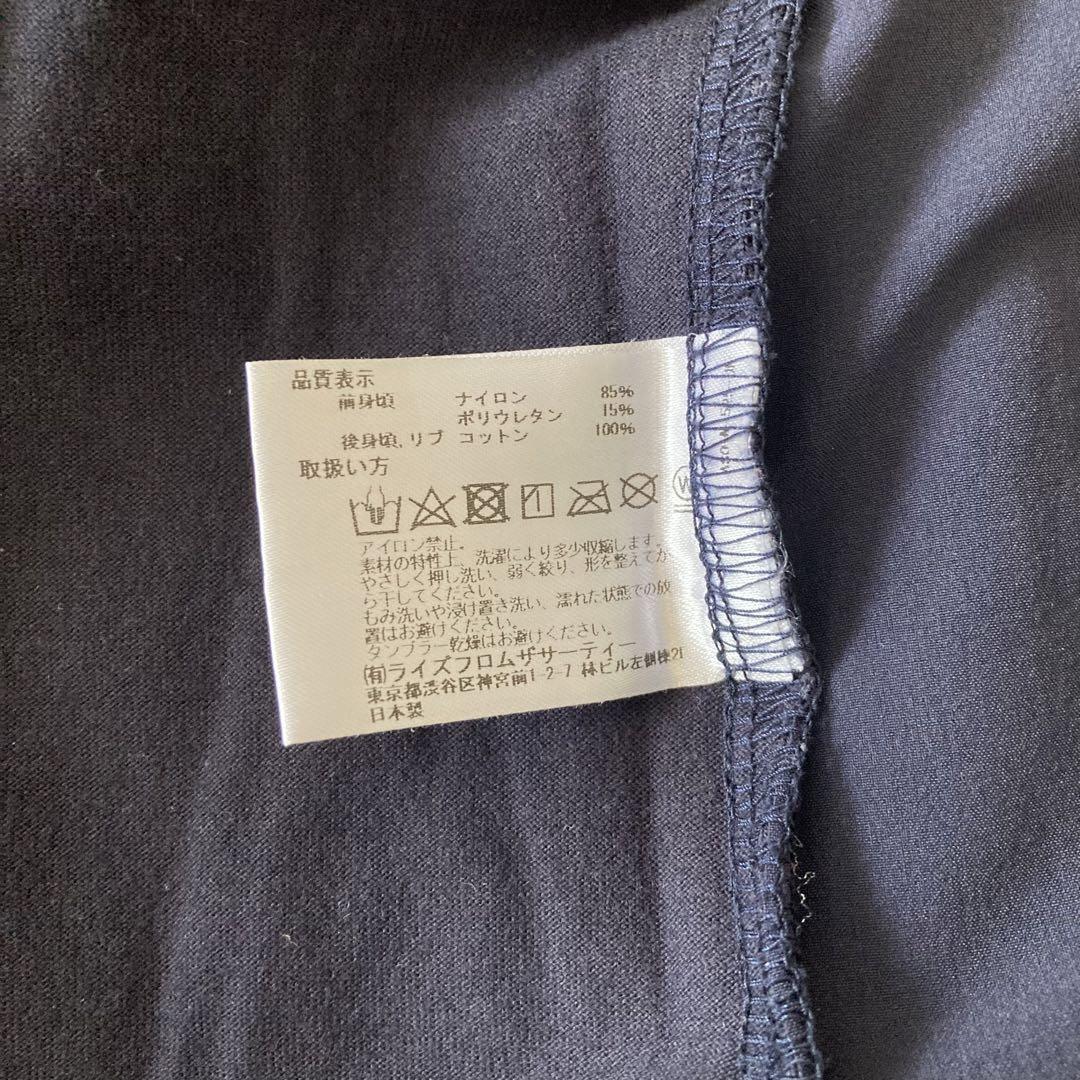 品質表示
前身頃 ナイロン 85%
ポリウレタン 15%
後身頃,リブ コットン 100%
取扱い方
W
アイロン禁止。
素材の特性上、洗濯により多少収縮します。
やさしく押し洗い、弱く絞り、形を整えてか
ら干してください。
もみ洗いや浸け置き洗い、濡れた状態での放
置はお避けください。
タンブラー乾燥はお避けください。
(有)ライズフロムザサーティー
東京都渋谷区神宮前1-2-7 林ビル左側棟2F
日本製